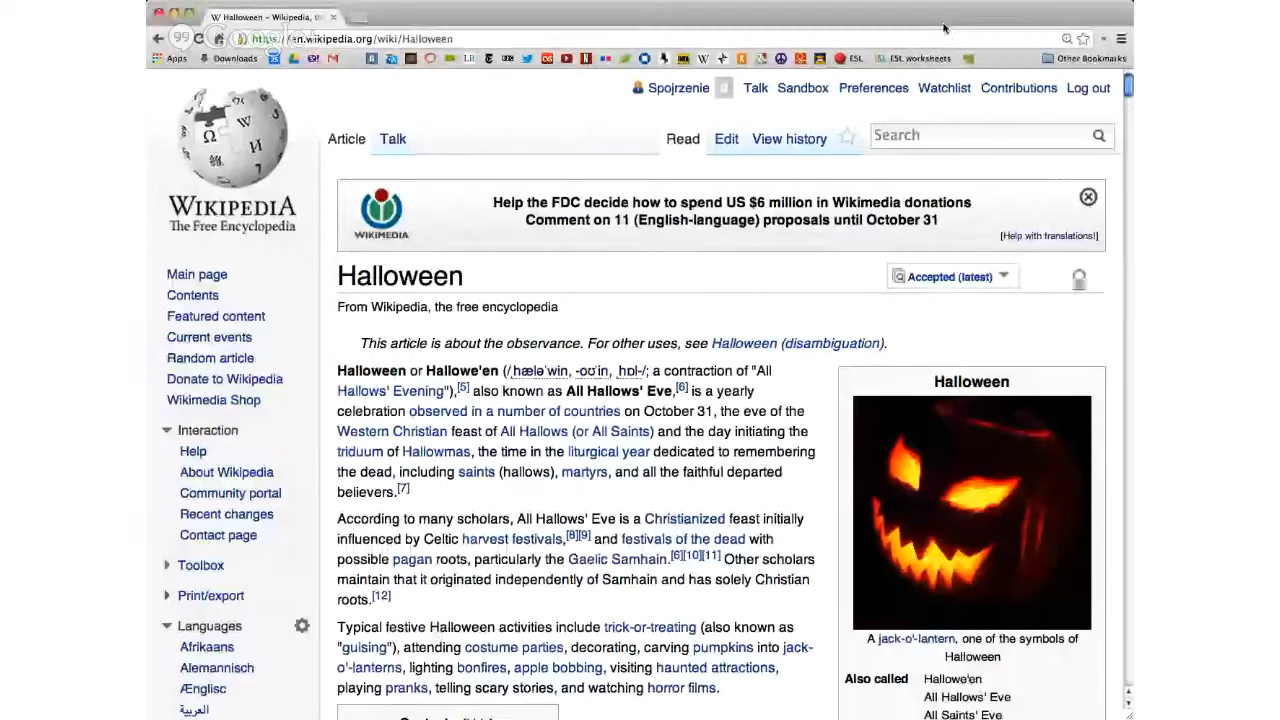 W Halloween - Wikipedia, the
Google
https://en.wikipedia.org/wiki/Halloween
Apps Downloads LR ESL ESL worksheets Other Bookmarks
Spojrzenie 0 Talk Sandbox Preferences Watchlist Contributions Log out
Article Talk Read Edit View history Search
WIKIPEDIA
The Free Encyclopedia
WIKIMEDIA
Help the FDC decide how to spend US $6 million in Wikimedia donations
Comment on 11 (English-language) proposals until October 31
[Help with translations!]
Main page
Contents
Featured content
Current events
Random article
Donate to Wikipedia
Wikimedia Shop
Interaction
Help
About Wikipedia
Community portal
Recent changes
Contact page
Toolbox
Print/export
Languages
Afrikaans
Alemannisch
Ænglisc
العربية
Halloween
Accepted (latest)
From Wikipedia, the free encyclopedia
This article is about the observance. For other uses, see Halloween (disambiguation).
Halloween or Hallowe'en (/ˌhæləˈwin, -oʊˈin, ˌhɒl-/; a contraction of "All
Hallows' Evening"),[5] also known as All Hallows' Eve,[6] is a yearly
celebration observed in a number of countries on October 31, the eve of the
Western Christian feast of All Hallows (or All Saints) and the day initiating the
triduum of Hallowmas, the time in the liturgical year dedicated to remembering
the dead, including saints (hallows), martyrs, and all the faithful departed
believers.[7]
According to many scholars, All Hallows' Eve is a Christianized feast initially
influenced by Celtic harvest festivals,[8][9] and festivals of the dead with
possible pagan roots, particularly the Gaelic Samhain.[6][10][11] Other scholars
maintain that it originated independently of Samhain and has solely Christian
roots.[12]
Typical festive Halloween activities include trick-or-treating (also known as
"guising"), attending costume parties, decorating, carving pumpkins into jack-
o'-lanterns, lighting bonfires, apple bobbing, visiting haunted attractions,
playing pranks, telling scary stories, and watching horror films.
Halloween
A jack-o'-lantern, one of the symbols of
Halloween
Also called Hallowe'en
All Hallows' Eve
All Saints' Eve